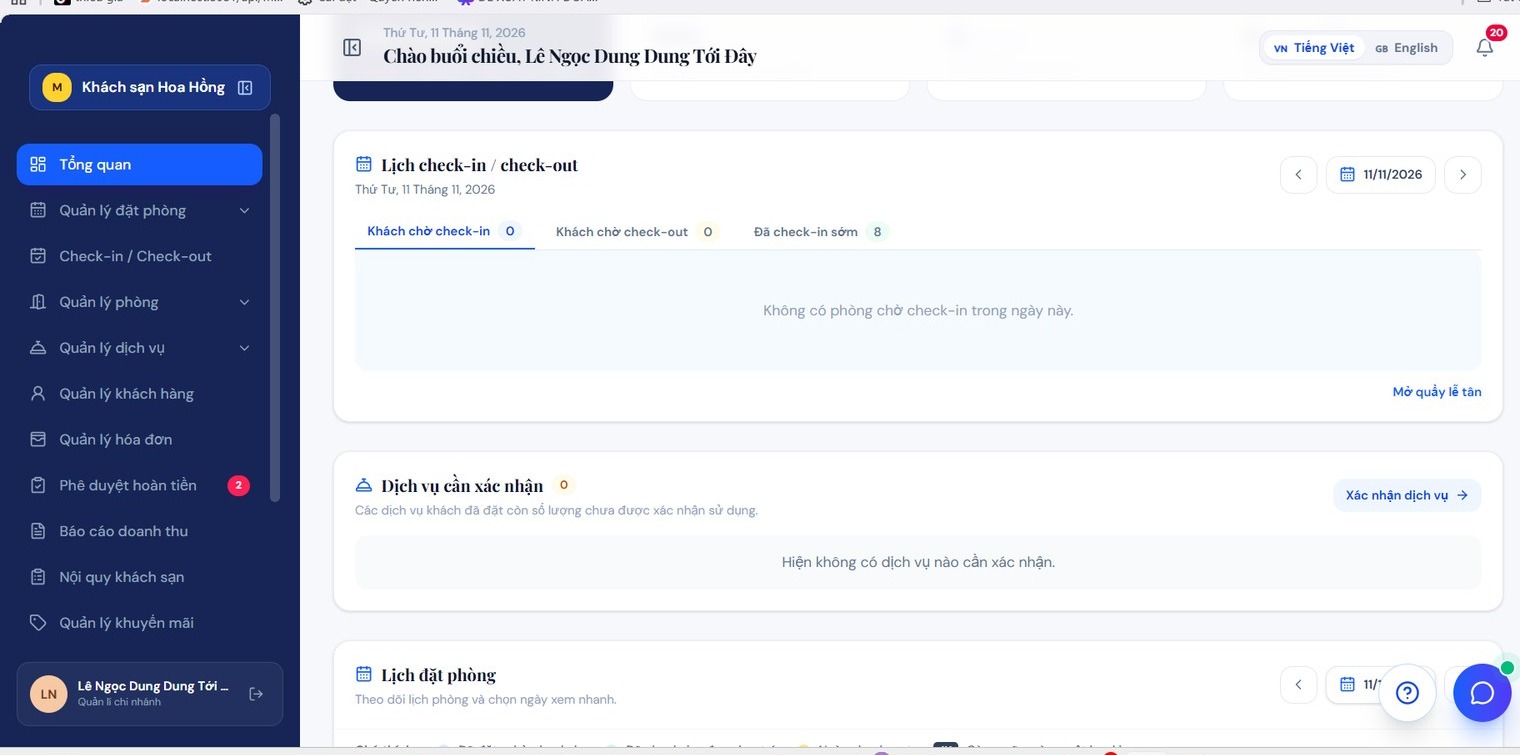 Thứ Tư, 11 Tháng 11, 2026
Chào buổi chiều, Lê Ngọc Dung Dung Tới Đây
VN Tiếng Việt GB English
20
M Khách sạn Hoa Hồng
Tổng quan
Quản lý đặt phòng
Check-in / Check-out
Quản lý phòng
Quản lý dịch vụ
Quản lý khách hàng
Quản lý hóa đơn
Phê duyệt hoàn tiền 2
Báo cáo doanh thu
Nội quy khách sạn
Quản lý khuyến mãi
LN Lê Ngọc Dung Dung Tới ...
Quản lí chi nhánh
Lịch check-in / check-out
Thứ Tư, 11 Tháng 11, 2026
11/11/2026
Khách chờ check-in 0 Khách chờ check-out 0 Đã check-in sớm 8
Không có phòng chờ check-in trong ngày này.
Mở quầy lễ tân
Dịch vụ cần xác nhận 0
Các dịch vụ khách đã đặt còn số lượng chưa được xác nhận sử dụng.
Xác nhận dịch vụ →
Hiện không có dịch vụ nào cần xác nhận.
Lịch đặt phòng
Theo dõi lịch phòng và chọn ngày xem nhanh.
11/